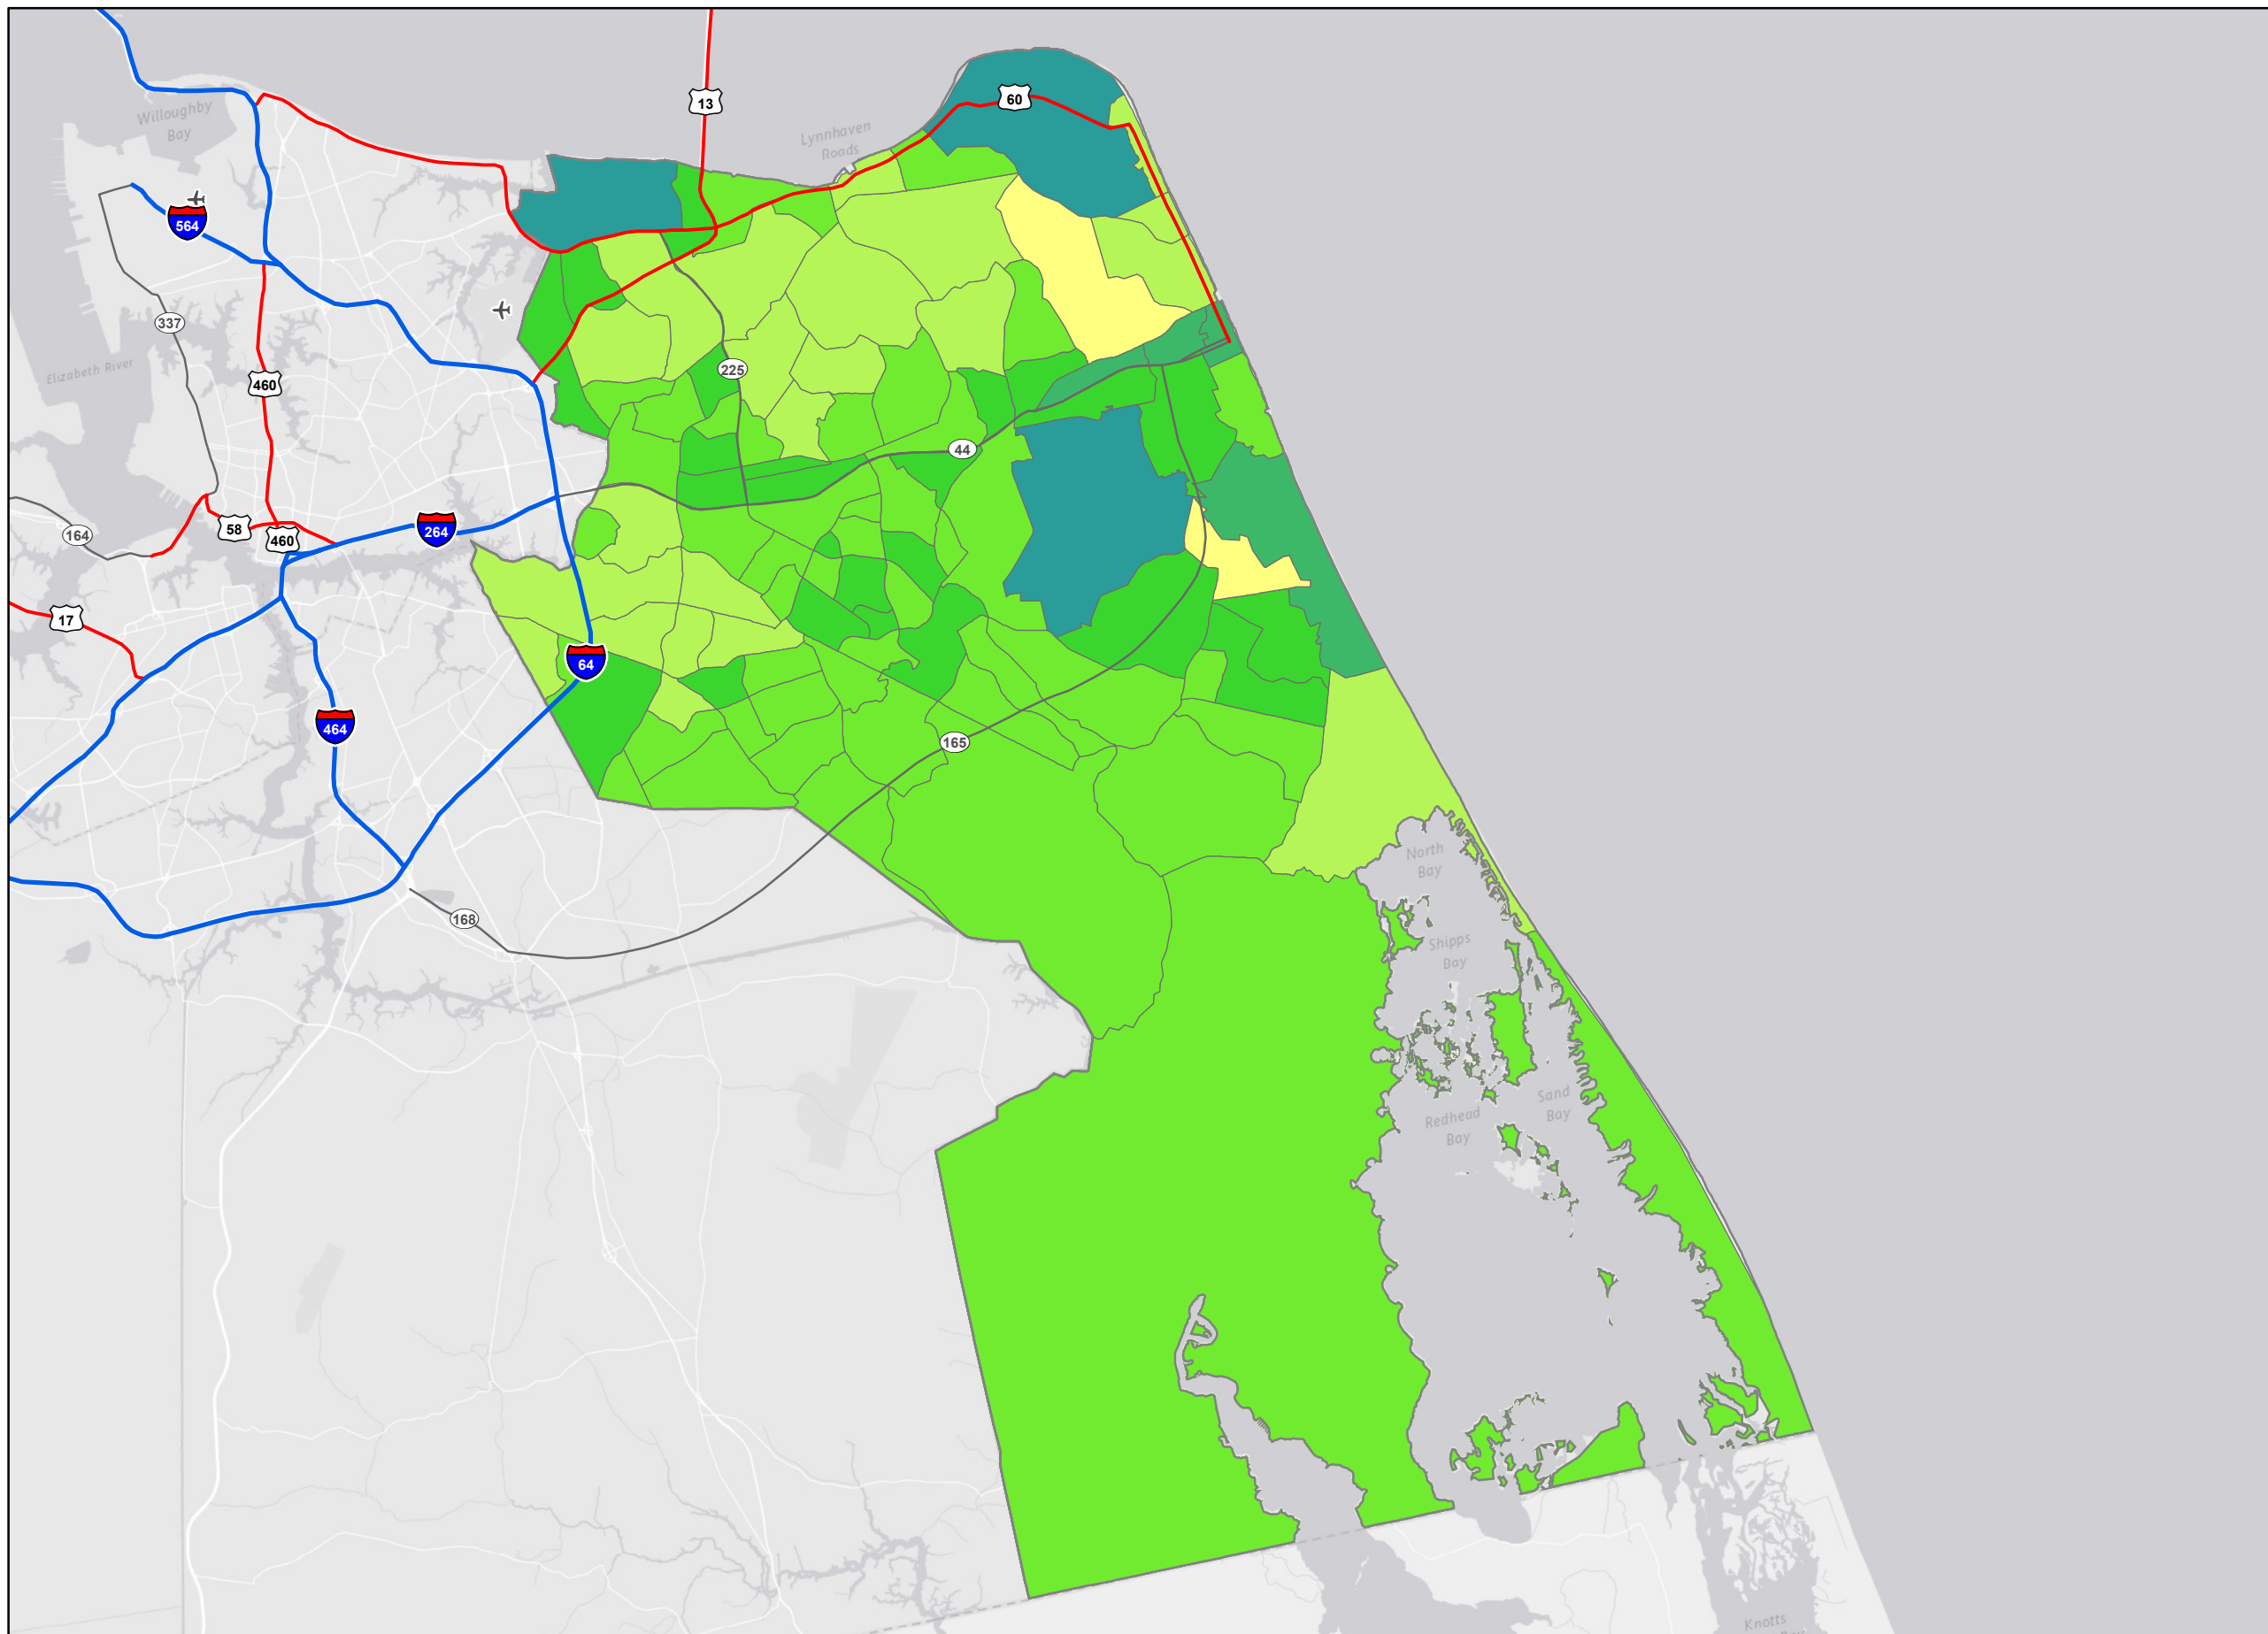 60
13
Willoughby
Bay
Lynnhaven
Roads
564
337
225
Elizabeth River
460
44
58
264
164
460
17
64
464
165
North
Bay
168
Shipps
Bay
Sand
Bay
Redhead
Bay
Knotts